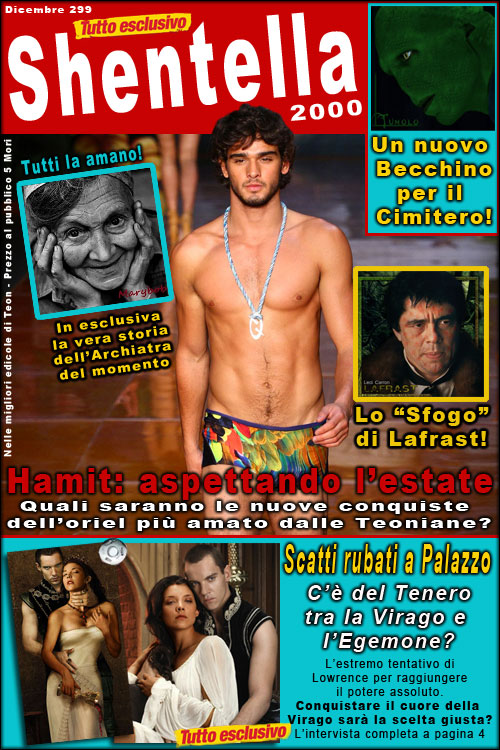 Dicembre 299
Tutto esclusivo
Shentella
2000
Un nuovo
Becchino
per il
Cimitero!
Tutti la amano!
In esclusiva
la vera storia
dell'Archiatra
del momento
Nelle migliori edicole di Teon - Prezzo al pubblico 5 Mori
LAFRAST
Lo “Sfogo”
di Lafrast!
Hamit: aspettando l'estate
Quali saranno le nuove conquiste
dell'oriel più amato dalle Teoniane?
Scatti rubati a Palazzo
C'è del Tenero
tra la Virago e
l'Egemone?
L'estremo tentativo di
Lowrence per raggiungere
il potere assoluto.
Conquistare il cuore della
Virago sarà la scelta giusta?
L'intervista completa a pagina 4
Tutto esclusivo